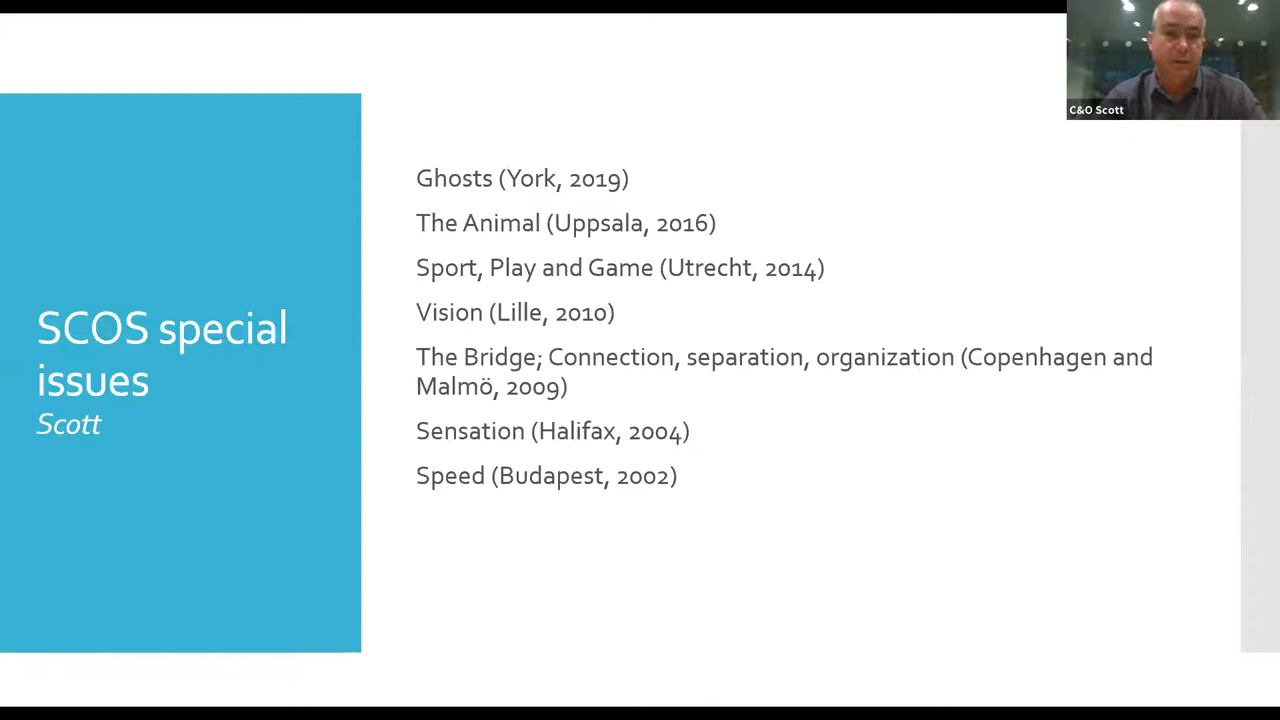 C&O Scott
SCOS special
issues
Scott
Ghosts (York, 2019)
The Animal (Uppsala, 2016)
Sport, Play and Game (Utrecht, 2014)
Vision (Lille, 2010)
The Bridge; Connection, separation, organization (Copenhagen and
Malmö, 2009)
Sensation (Halifax, 2004)
Speed (Budapest, 2002)